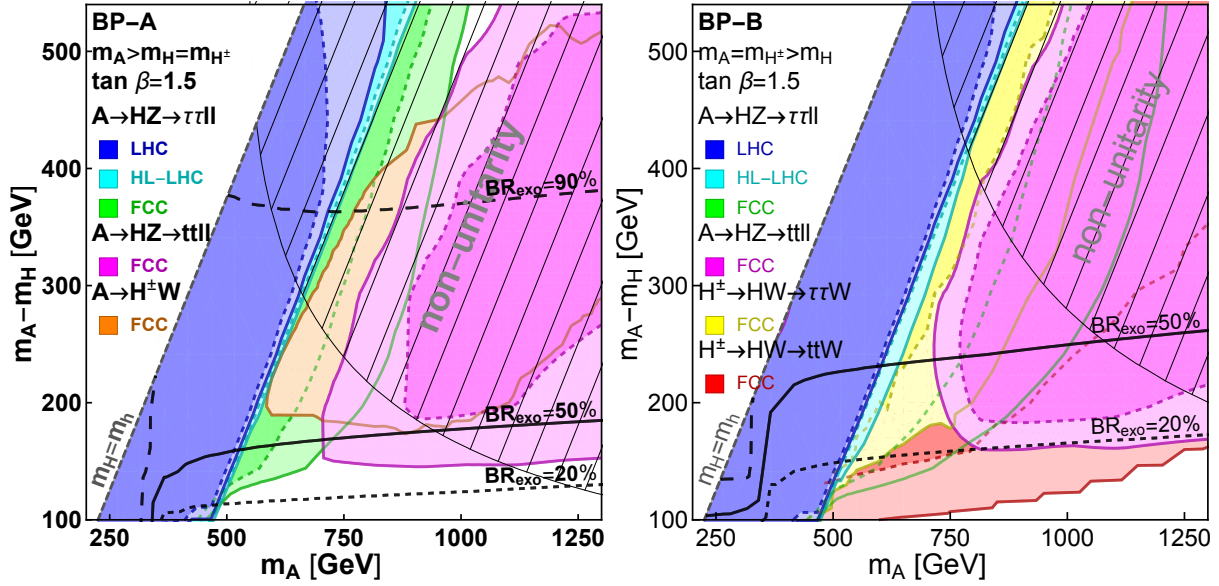 BP-A
m_A>m_H=m_H±
tan β=1.5
A→HZ→ττll
LHC
HL-LHC
FCC
A→HZ→ttll
FCC
A→H±W
FCC
m_H=m_h
non-unitarity
BR_exo=90%
BR_exo=50%
BR_exo=20%
500
400
300
200
100
250
500
750
1000
1250
m_A-m_H [GeV]
m_A [GeV]
BP-B
m_A=m_H±>m_H
tan β=1.5
A→HZ→ττll
LHC
HL-LHC
FCC
A→HZ→ttll
FCC
H±→HW→ττW
FCC
H±→HW→ttW
FCC
m_H=m_h
non-unitarity
BR_exo=50%
BR_exo=20%
500
400
300
200
100
250
500
750
1000
1250
m_A-m_H [GeV]
m_A [GeV]